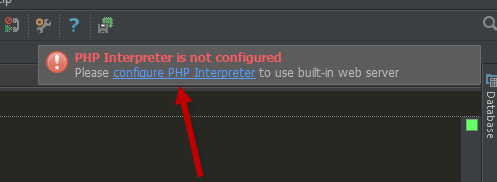 PHP Interpreter is not configured
Please configure PHP Interpreter to use built-in web server
Database